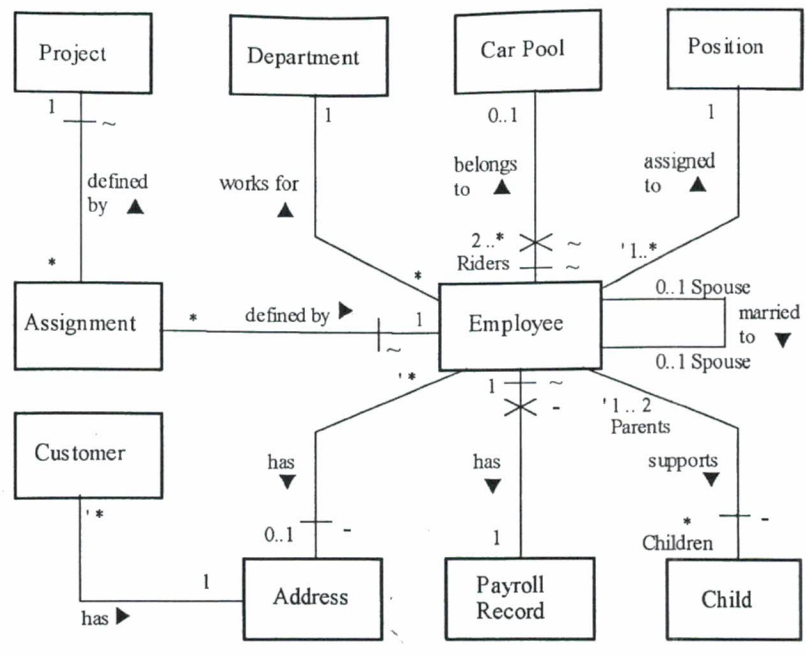 Project
Department
Car Pool
Position
1
~
1
0..1
1
defined
by ▲
works for
▲
belongs
to ▲
assigned
to ▲
*
*
2..*
~
Riders
~
'1..*
Assignment
*
defined by ▶
1
~
Employee
0..1 Spouse
married
to ▼
0..1 Spouse
Customer
'*
'*
1
~
-
'1..2
Parents
has
▼
has
▼
supports
▼
0..1
-
1
*
-
Children
1
has ▶
Address
Payroll
Record
Child